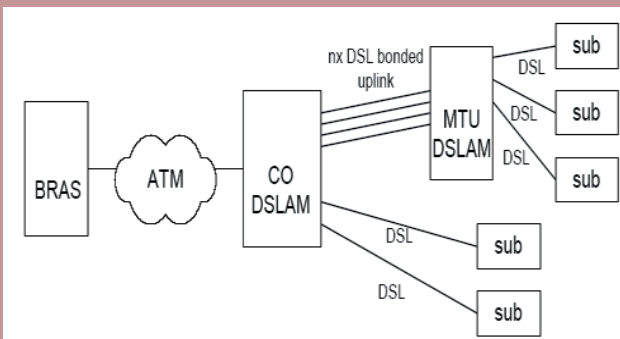 nx DSL bonded
uplink
BRAS
ATM
CO
DSLAM
MTU
DSLAM
DSL
sub
DSL
sub
DSL
sub
DSL
sub
DSL
sub